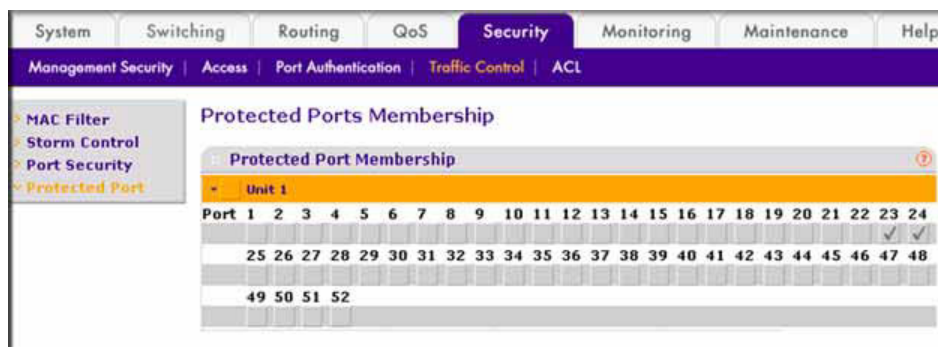 System Switching Routing QoS Security Monitoring Maintenance Help
Management Security | Access | Port Authentication | Traffic Control | ACL
MAC Filter
Storm Control
Port Security
Protected Port
Protected Ports Membership
Protected Port Membership ?
Unit 1
Port 1 2 3 4 5 6 7 8 9 10 11 12 13 14 15 16 17 18 19 20 21 22 23 24
25 26 27 28 29 30 31 32 33 34 35 36 37 38 39 40 41 42 43 44 45 46 47 48
49 50 51 52